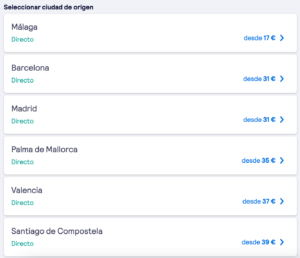 Seleccionar ciudad de origen
Málaga
Directo
desde 17 €
Barcelona
Directo
desde 31 €
Madrid
Directo
desde 31 €
Palma de Mallorca
Directo
desde 35 €
Valencia
Directo
desde 37 €
Santiago de Compostela
Directo
desde 39 €